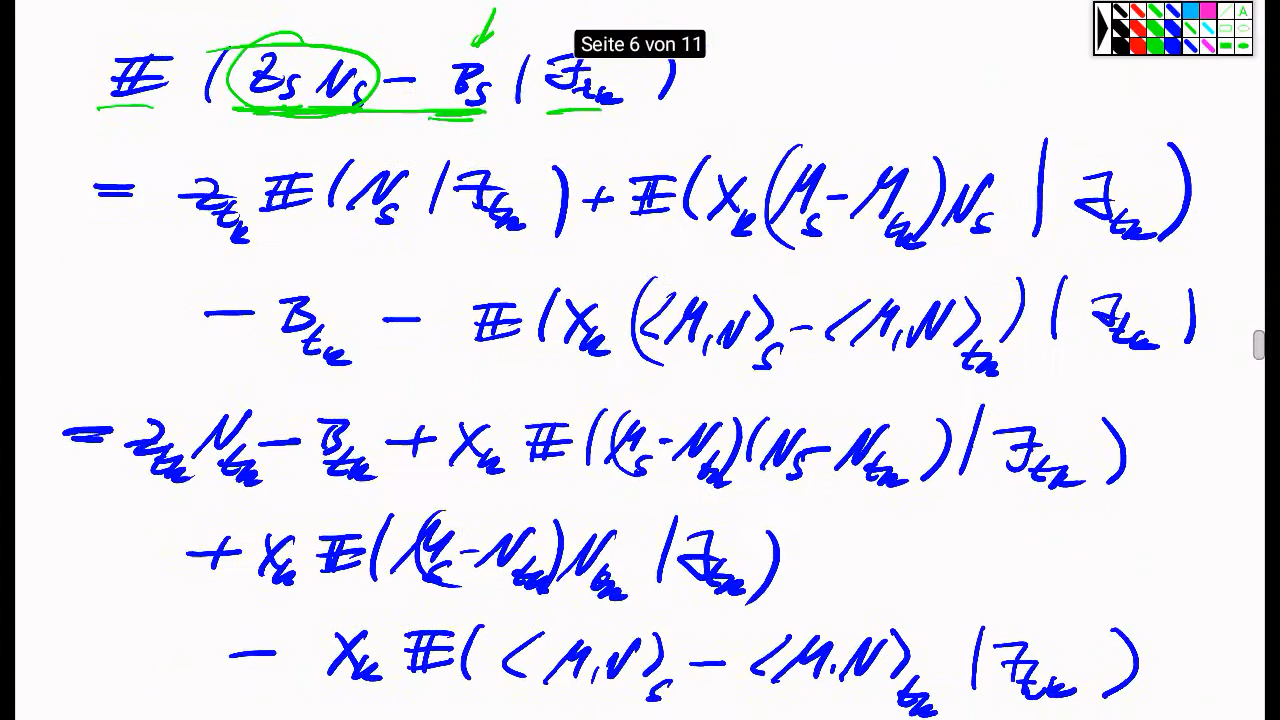 Seite 6 von 11
𝔼 ( Z_s N_s − B_s | ℱ_{t_k} )
= Z_{t_k} 𝔼 ( N_s | ℱ_{t_k} ) + 𝔼 ( X_k ( M_s − M_{t_k} ) N_s | ℱ_{t_k} )
− B_{t_k} − 𝔼 ( X_k ( <M, N>_s − <M, N>_{t_k} ) | ℱ_{t_k} )
= Z_{t_k} N_{t_k} − B_{t_k} + X_k 𝔼 ( ( M_s − N_{t_k} ) ( N_s − N_{t_k} ) | ℱ_{t_k} )
+ X_k 𝔼 ( ( M_s − N_{t_k} ) N_{t_k} | ℱ_{t_k} )
− X_k 𝔼 ( <M, N>_s − <M, N>_{t_k} | ℱ_{t_k} )